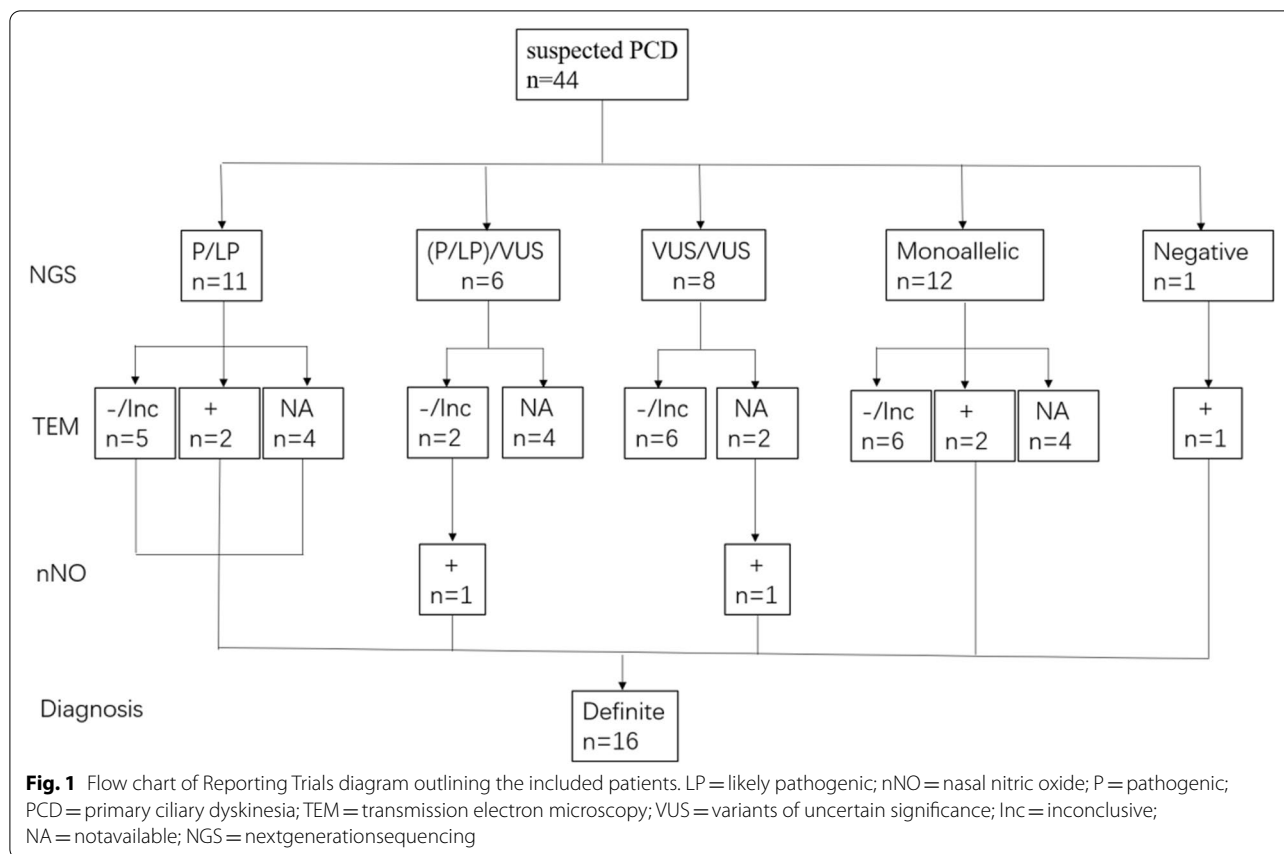 suspected PCD
n=44
NGS
P/LP
n=11
(P/LP)/VUS
n=6
VUS/VUS
n=8
Monoallelic
n=12
Negative
n=1
TEM
-/Inc
n=5
+
n=2
NA
n=4
-/Inc
n=2
NA
n=4
-/Inc
n=6
NA
n=2
-/Inc
n=6
+
n=2
NA
n=4
+
n=1
nNO
+
n=1
+
n=1
Diagnosis
Definite
n=16
Fig. 1 Flow chart of Reporting Trials diagram outlining the included patients. LP = likely pathogenic; nNO = nasal nitric oxide; P = pathogenic;
PCD = primary ciliary dyskinesia; TEM = transmission electron microscopy; VUS = variants of uncertain significance; Inc = inconclusive;
NA = notavailable; NGS = nextgenerationsequencing